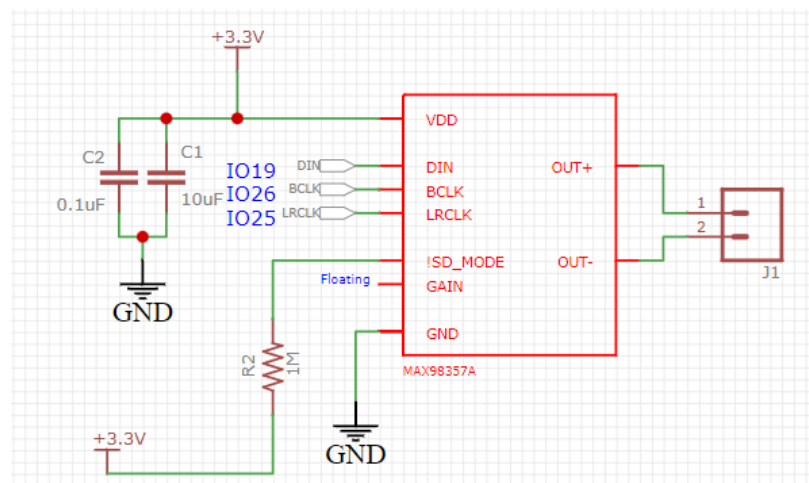 +3.3V
C2
0.1uF
C1
10uF
GND
IO19
IO26
IO25
DIN
BCLK
LRCLK
Floating
VDD
DIN
BCLK
LRCLK
!SD_MODE
GAIN
GND
OUT+
OUT-
MAX98357A
1
2
J1
R2
1M
+3.3V
GND